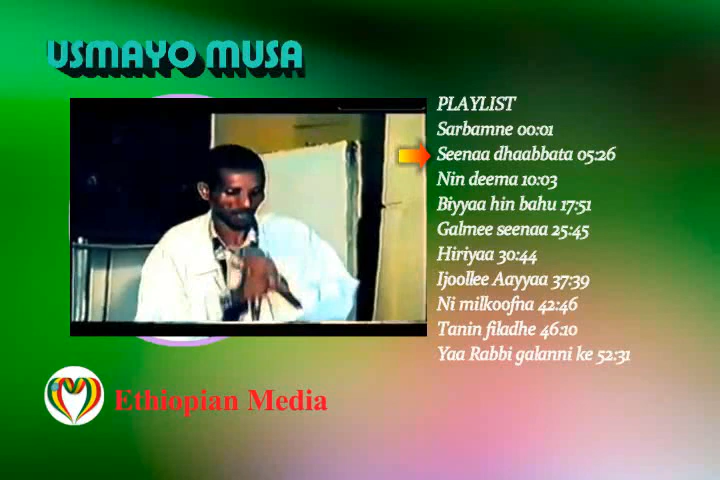 USMAYO MUSA
PLAYLIST
Sarbamne 00:01
Seenaa dhaabbata 05:26
Nin deema 10:03
Biyyaa hin bahu 17:51
Galmee seenaa 25:45
Hiriyaa 30:44
Ijoollee Aayyaa 37:39
Ni milkoofna 42:46
Tanin filadhe 46:10
Yaa Rabbi galanni ke 52:31
Ethiopian Media